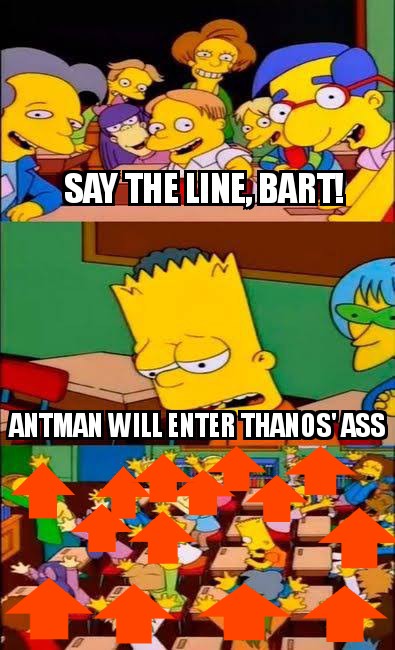 SAY THE LINE, BART!
ANTMAN WILL ENTER THANOS' ASS